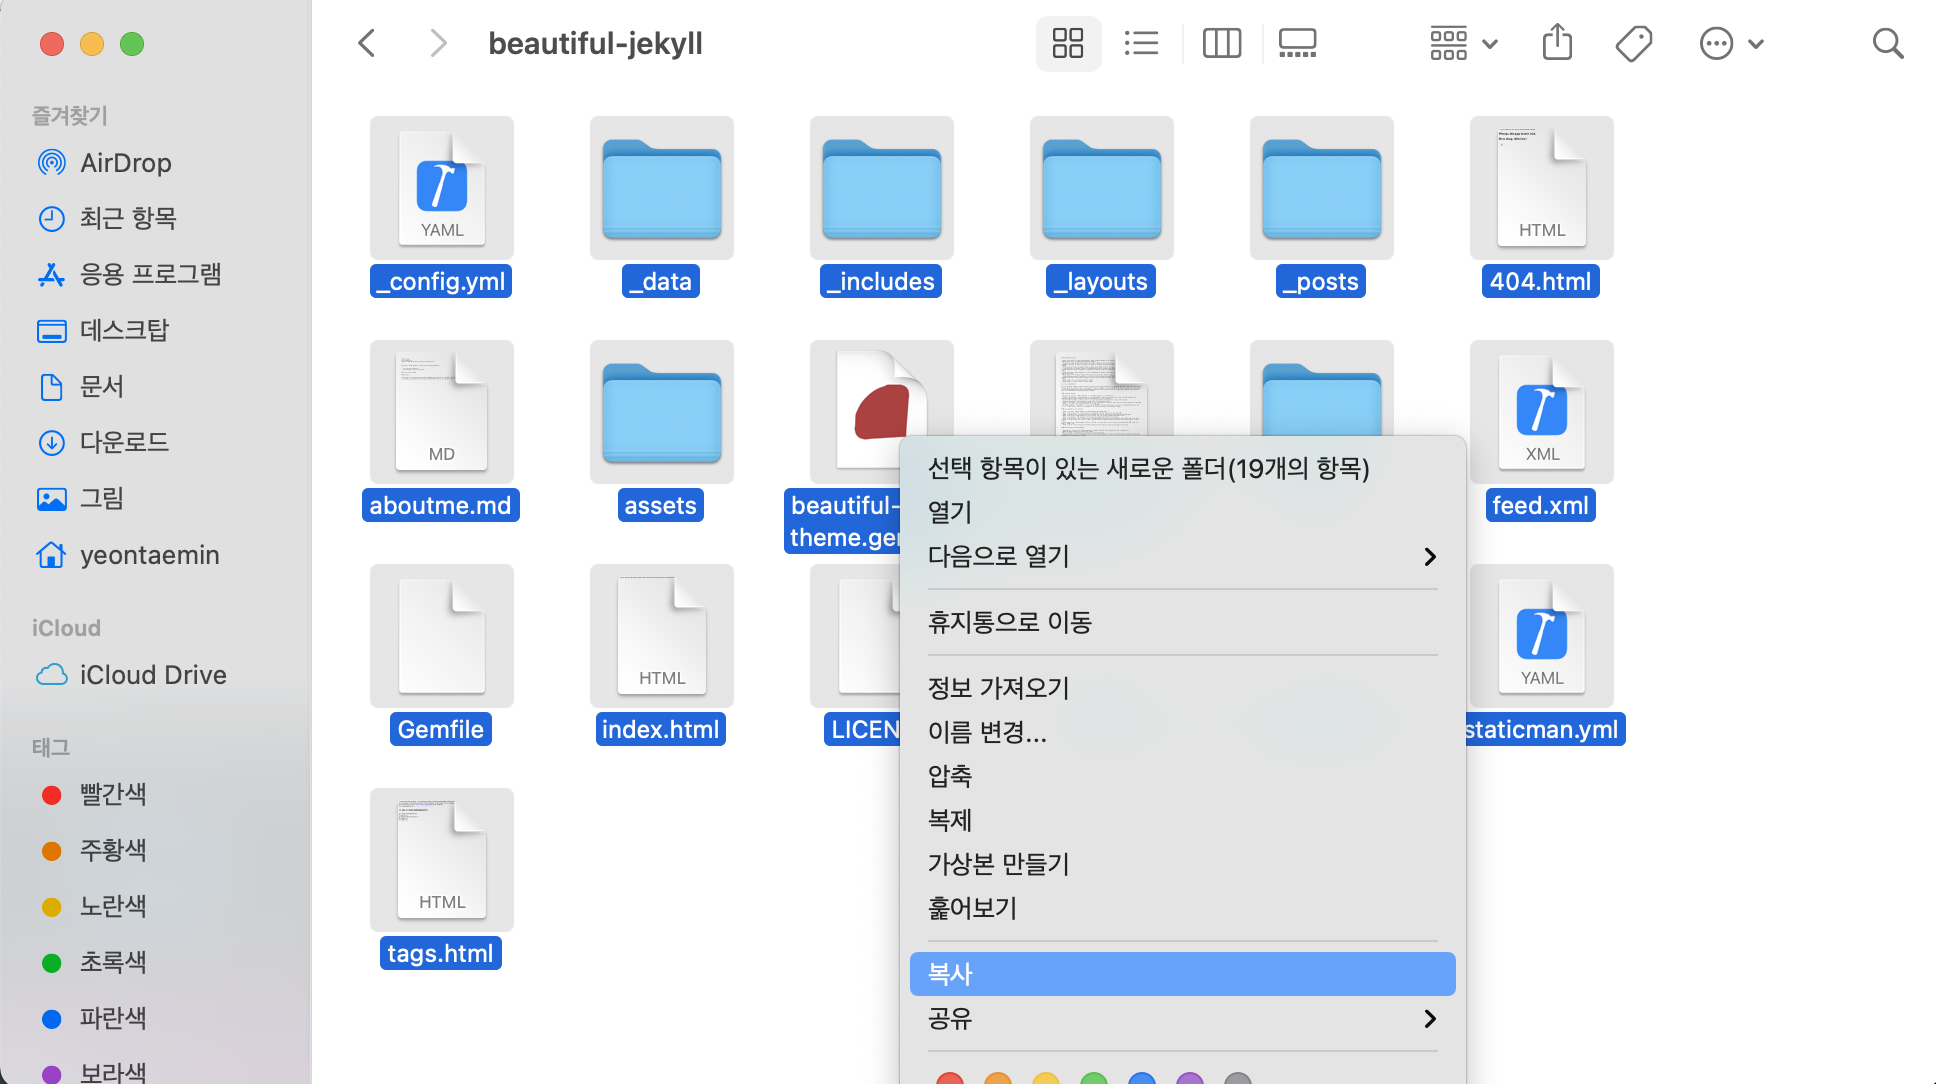 beautiful-jekyll
즐겨찾기
AirDrop
최근 항목
응용 프로그램
데스크탑
문서
다운로드
그림
yeontaemin
iCloud
iCloud Drive
태그
빨간색
주황색
노란색
초록색
파란색
보라색
YAML
HTML
_config.yml
_data
_includes
_layouts
_posts
404.html
MD
XML
aboutme.md
assets
beautiful-
theme.ge
feed.xml
HTML
YAML
Gemfile
index.html
LICEN
staticman.yml
HTML
tags.html
선택 항목이 있는 새로운 폴더(19개의 항목)
열기
다음으로 열기
휴지통으로 이동
정보 가져오기
이름 변경...
압축
복제
가상본 만들기
훑어보기
복사
공유